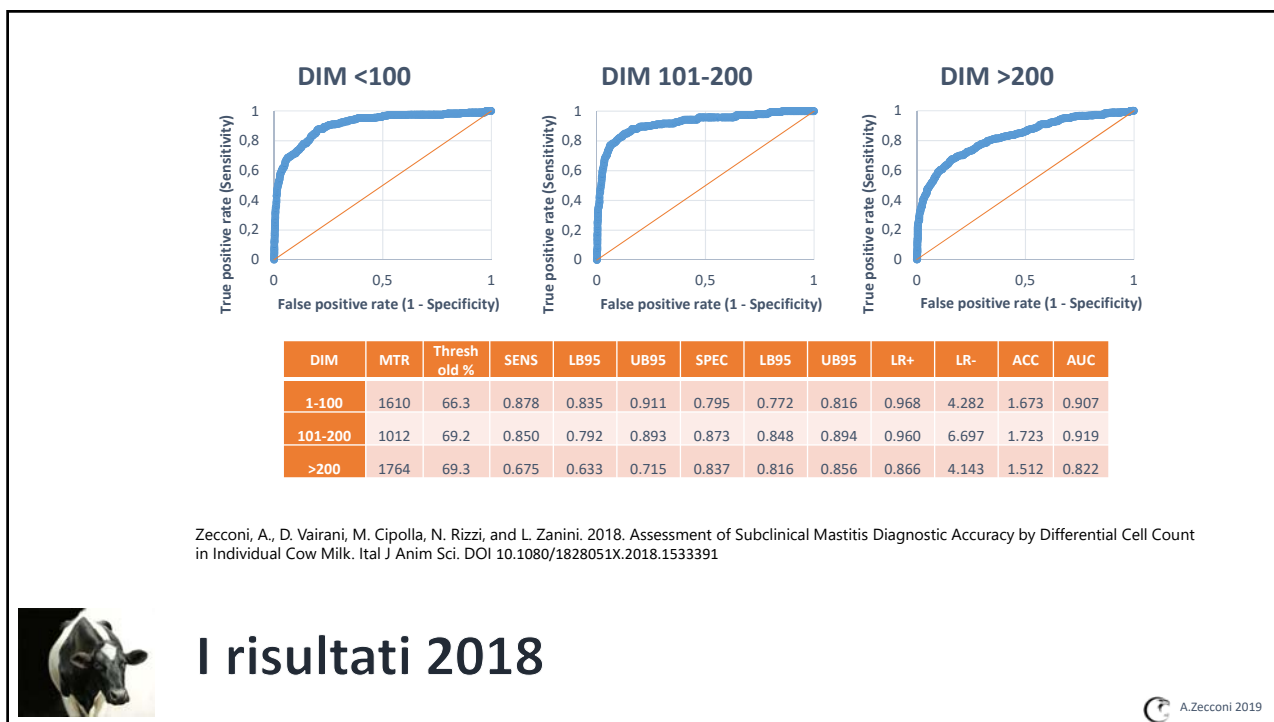 DIM <100
DIM 101-200
DIM >200
True positive rate (Sensitivity)
1
0,8
0,6
0,4
0,2
0
0
0,5
1
False positive rate (1 - Specificity)
True positive rate (Sensitivity)
1
0,8
0,6
0,4
0,2
0
0
0,5
1
False positive rate (1 - Specificity)
True positive rate (Sensitivity)
1
0,8
0,6
0,4
0,2
0
0
0,5
1
False positive rate (1 - Specificity)
DIM MTR Thresh old % SENS LB95 UB95 SPEC LB95 UB95 LR+ LR- ACC AUC
1-100 1610 66.3 0.878 0.835 0.911 0.795 0.772 0.816 0.968 4.282 1.673 0.907
101-200 1012 69.2 0.850 0.792 0.893 0.873 0.848 0.894 0.960 6.697 1.723 0.919
>200 1764 69.3 0.675 0.633 0.715 0.837 0.816 0.856 0.866 4.143 1.512 0.822
Zecconi, A., D. Vairani, M. Cipolla, N. Rizzi, and L. Zanini. 2018. Assessment of Subclinical Mastitis Diagnostic Accuracy by Differential Cell Count
in Individual Cow Milk. Ital J Anim Sci. DOI 10.1080/1828051X.2018.1533391
I risultati 2018
A.Zecconi 2019